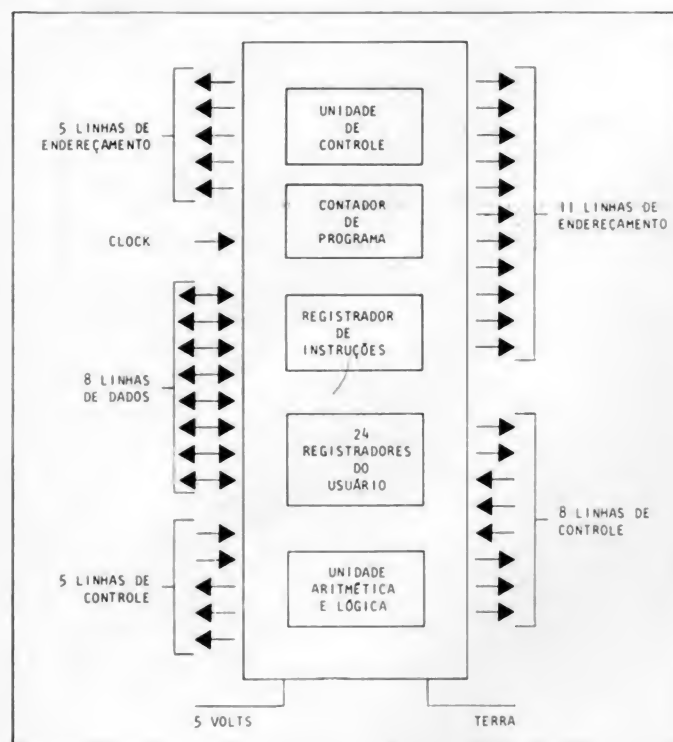 5 LINHAS DE
ENDEREÇAMENTO
CLOCK
8 LINHAS
DE DADOS
5 LINHAS DE
CONTROLE
UNIDADE
DE
CONTROLE
CONTADOR
DE
PROGRAMA
REGISTRADOR
DE
INSTRUÇÕES
24
REGISTRADORES
DO
USUÁRIO
UNIDADE
ARITMÉTICA
E LÓGICA
11 LINHAS DE
ENDEREÇAMENTO
8 LINHAS DE
CONTROLE
5 VOLTS
TERRA